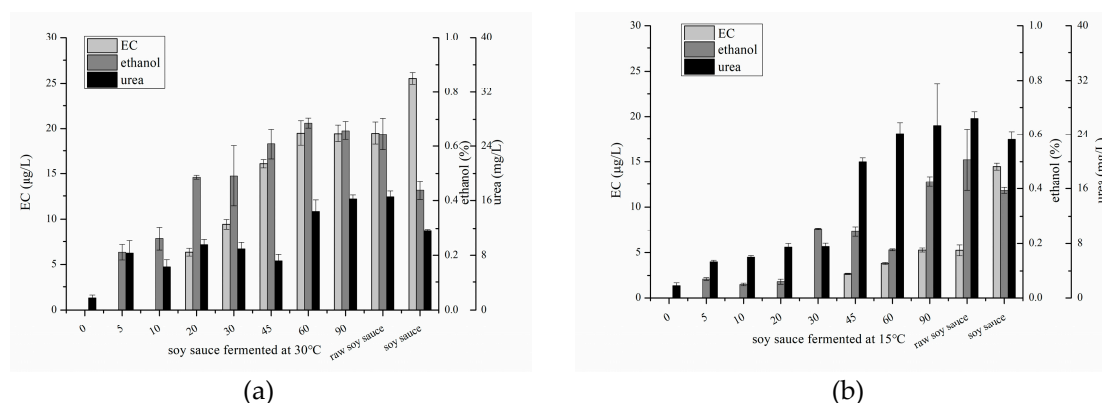 30
25
20
15
10
5
0
EC (μg/L)
EC
ethanol
urea
1.0
0.8
0.6
0.4
0.2
0.0
ethanol (%)
40
32
24
16
8
0
urea (mg/L)
0
5
10
20
30
45
60
90
raw soy sauce
soy sauce
soy sauce fermented at 30℃
(a)
30
25
20
15
10
5
0
EC (μg/L)
EC
ethanol
urea
1.0
0.8
0.6
0.4
0.2
0.0
ethanol (%)
40
32
24
16
8
0
urea (mg/L)
0
5
10
20
30
45
60
90
raw soy sauce
soy sauce
soy sauce fermented at 15℃
(b)